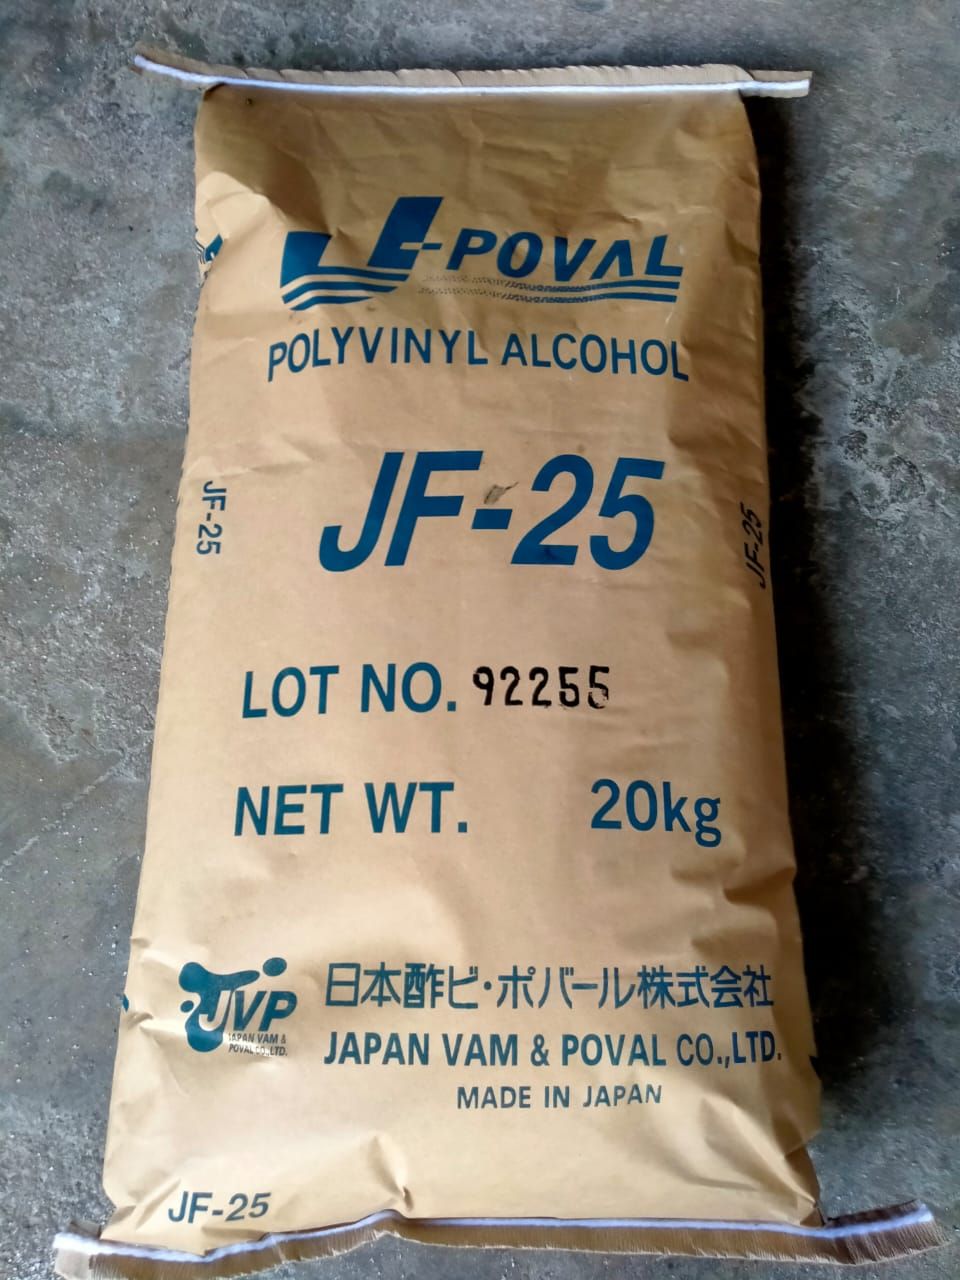 J-POVAL
POLYVINYL ALCOHOL
JF-25
JF-25
JF-25
LOT NO. 92255
NET WT. 20kg
JVP
JAPAN VAM &
POVAL CO.,LTD.
日本酢ビ・ポバール株式会社
JAPAN VAM & POVAL CO.,LTD.
MADE IN JAPAN
JF-25